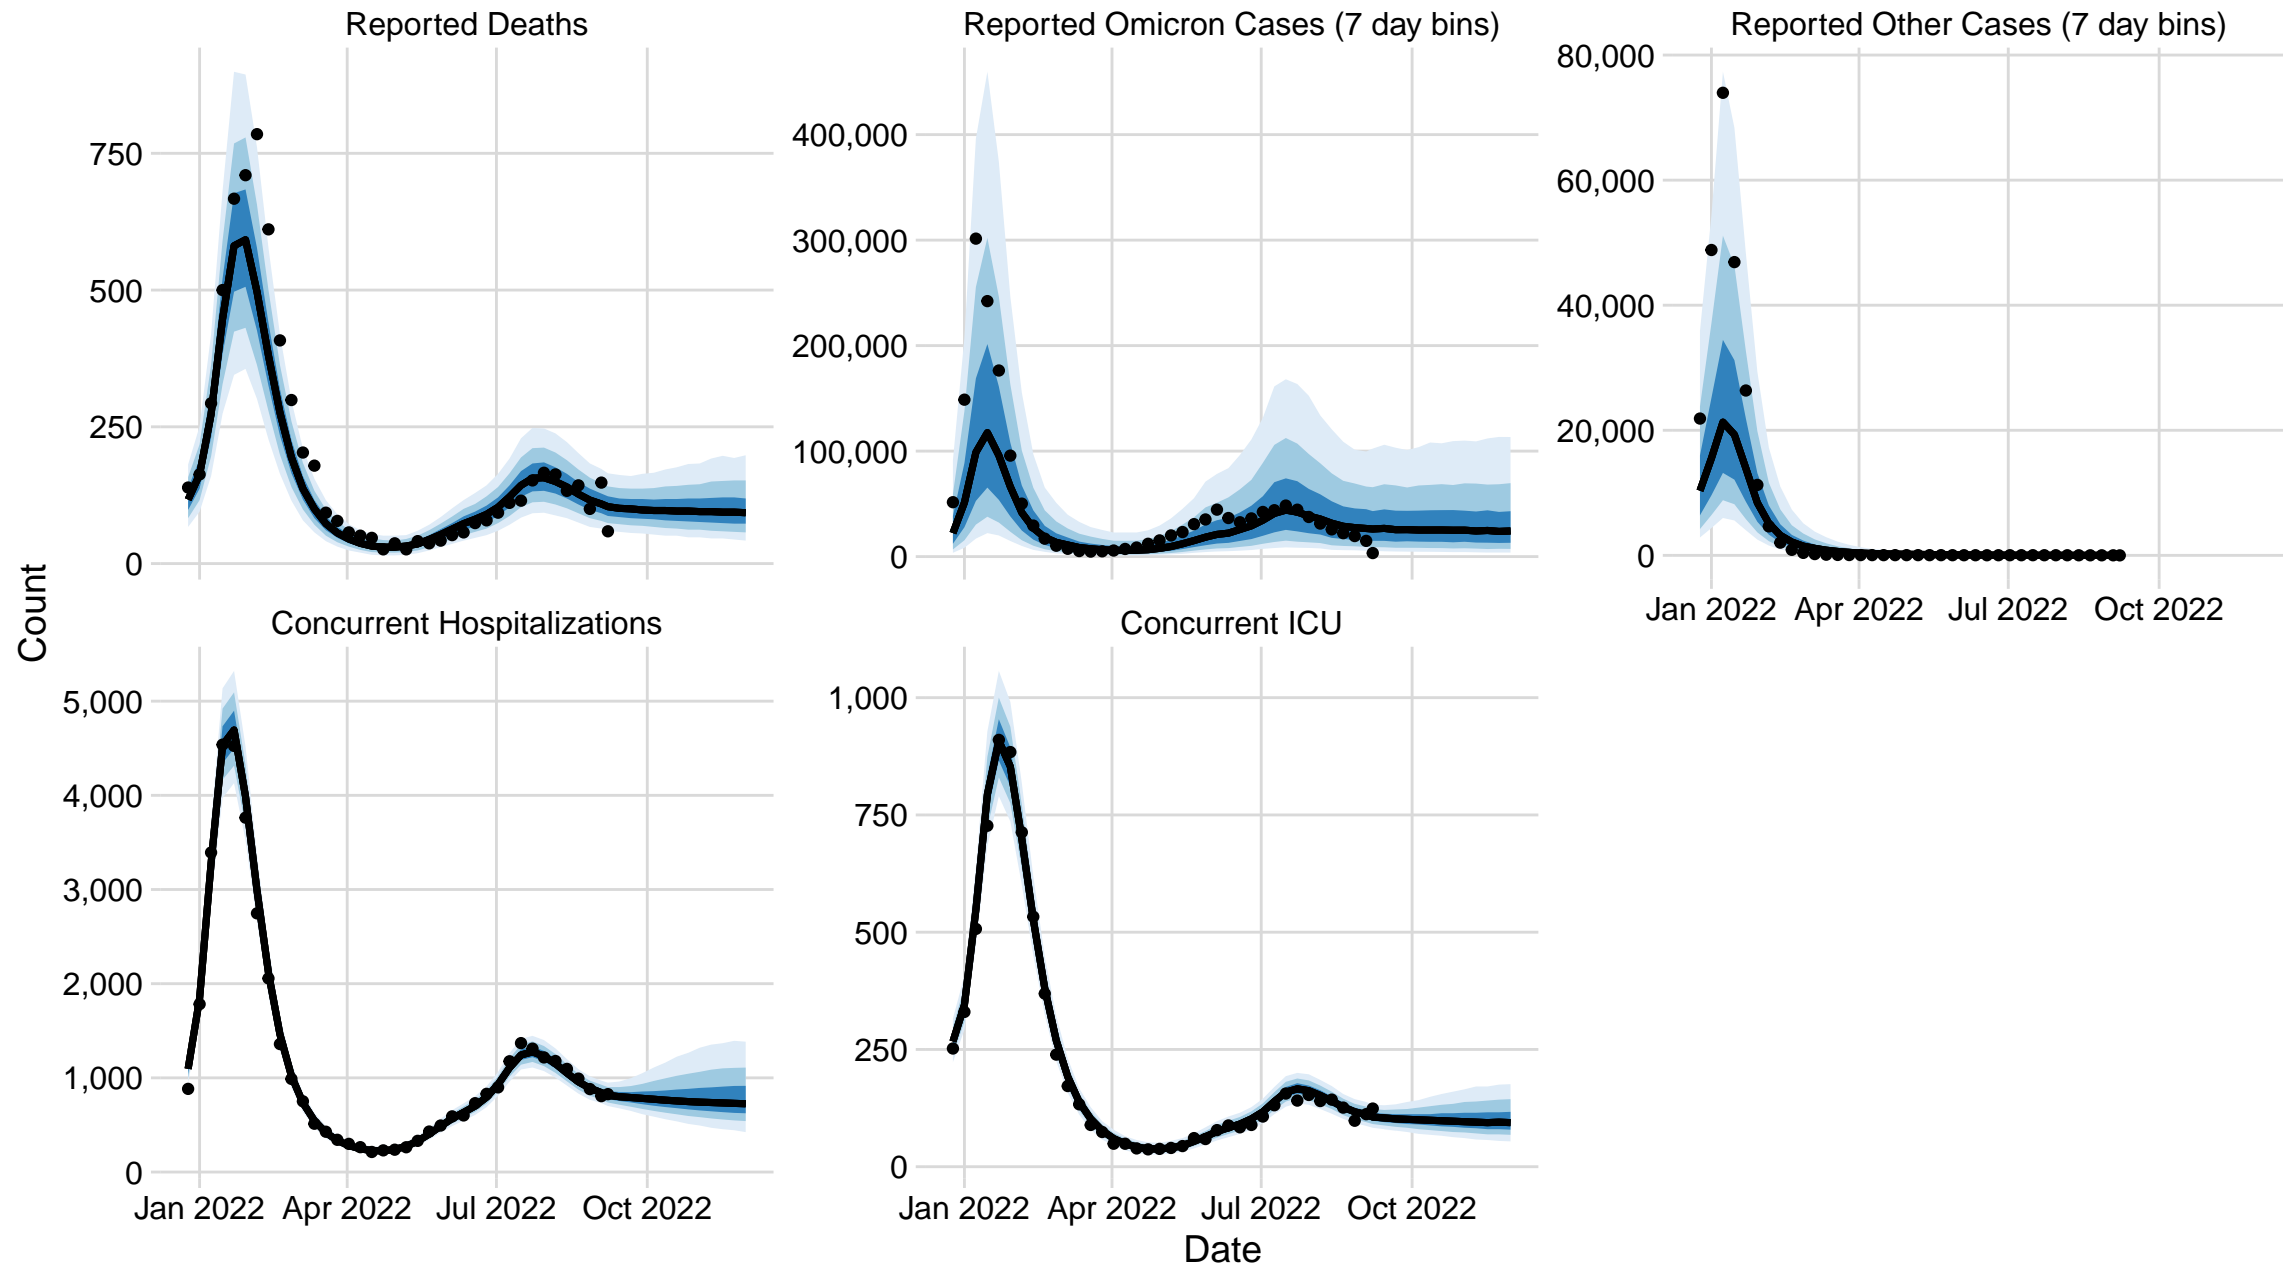 Reported Deaths
Reported Omicron Cases (7 day bins)
Reported Other Cases (7 day bins)
750
500
250
0
400,000
300,000
200,000
100,000
0
80,000
60,000
40,000
20,000
0
Jan 2022 Apr 2022 Jul 2022 Oct 2022
Count
Concurrent Hospitalizations
Concurrent ICU
5,000
4,000
3,000
2,000
1,000
0
Jan 2022 Apr 2022 Jul 2022 Oct 2022
1,000
750
500
250
0
Jan 2022 Apr 2022 Jul 2022 Oct 2022
Date